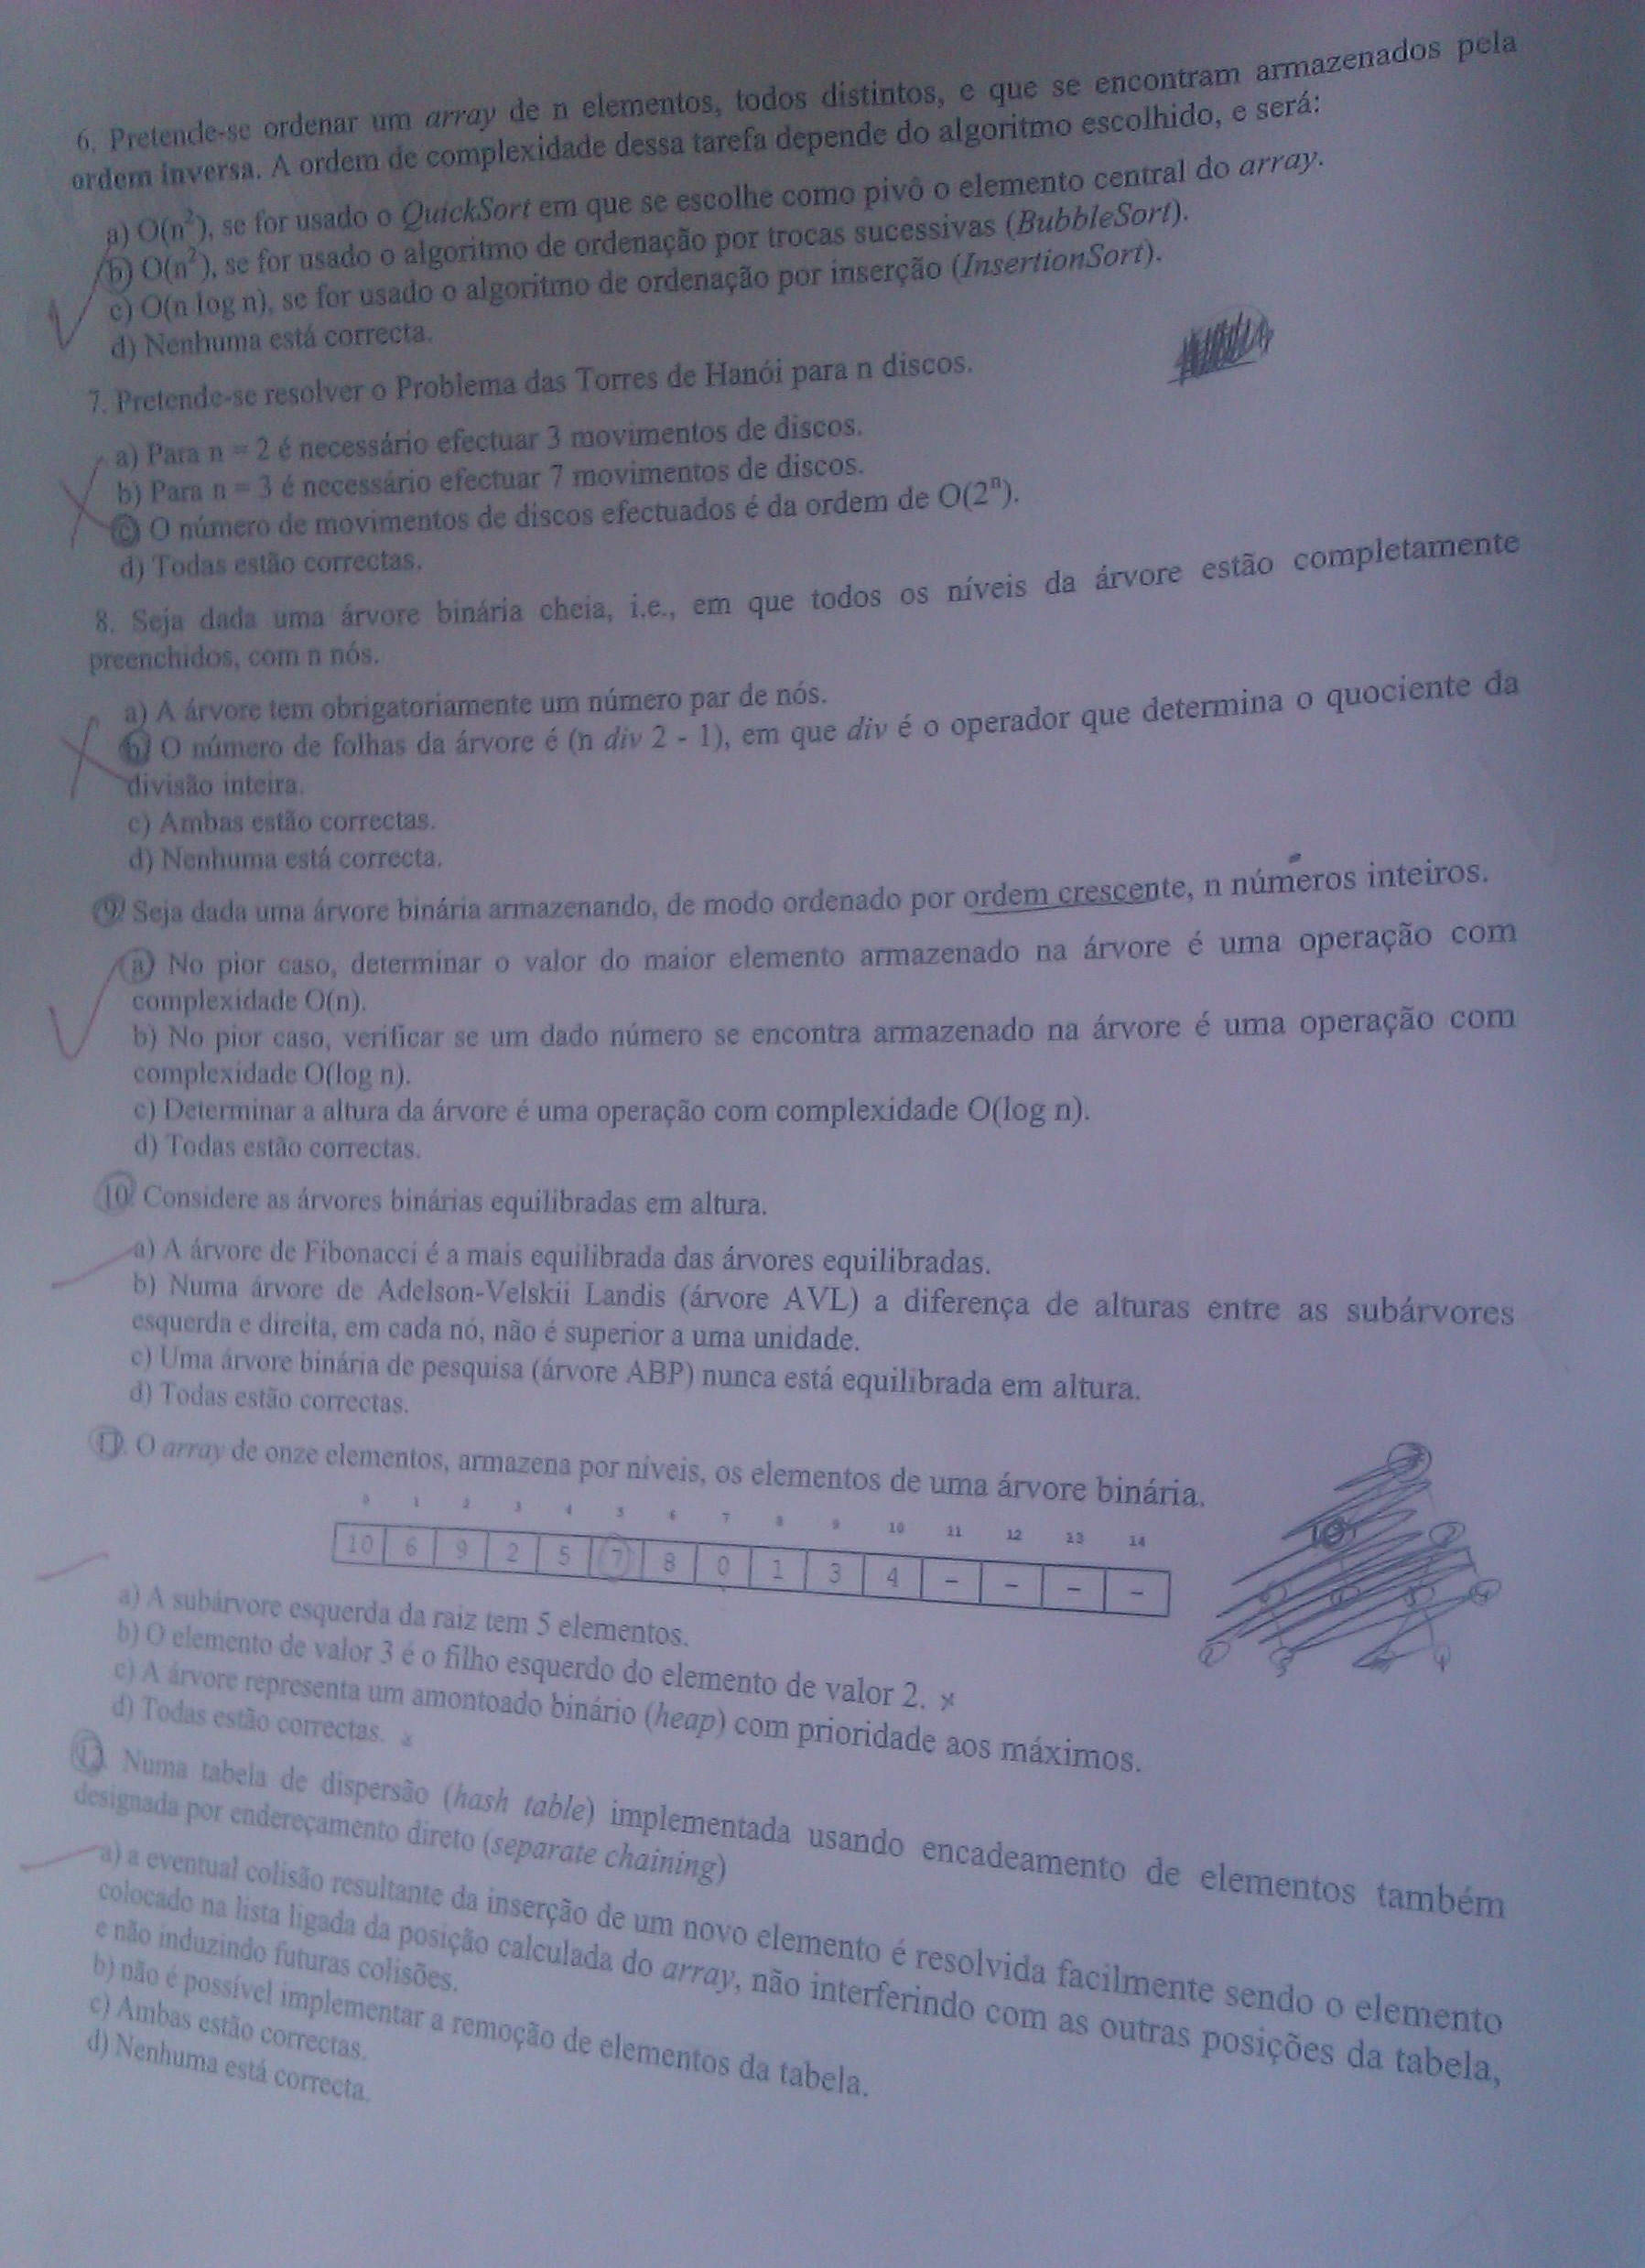 6. Pretende-se ordenar um array de n elementos, todos distintos, e que se encontram armazenados pela
ordem inversa. A ordem de complexidade dessa tarefa depende do algoritmo escolhido, e será:
a) O(n²), se for usado o QuickSort em que se escolhe como pivô o elemento central do array.
b) O(n²), se for usado o algoritmo de ordenação por trocas sucessivas (BubbleSort).
c) O(n log n), se for usado o algoritmo de ordenação por inserção (InsertionSort).
d) Nenhuma está correcta.
7. Pretende-se resolver o Problema das Torres de Hanói para n discos.
a) Para n = 2 é necessário efectuar 3 movimentos de discos.
b) Para n = 3 é necessário efectuar 7 movimentos de discos.
c) O número de movimentos de discos efectuados é da ordem de O(2ⁿ).
d) Todas estão correctas.
8. Seja dada uma árvore binária cheia, i.e., em que todos os níveis da árvore estão completamente
preenchidos, com n nós.
a) A árvore tem obrigatoriamente um número par de nós.
b) O número de folhas da árvore é (n div 2 - 1), em que div é o operador que determina o quociente da
divisão inteira.
c) Ambas estão correctas.
d) Nenhuma está correcta.
9. Seja dada uma árvore binária armazenando, de modo ordenado por ordem crescente, n números inteiros.
a) No pior caso, determinar o valor do maior elemento armazenado na árvore é uma operação com
complexidade O(n).
b) No pior caso, verificar se um dado número se encontra armazenado na árvore é uma operação com
complexidade O(log n).
c) Determinar a altura da árvore é uma operação com complexidade O(log n).
d) Todas estão correctas.
10. Considere as árvores binárias equilibradas em altura.
a) A árvore de Fibonacci é a mais equilibrada das árvores equilibradas.
b) Numa árvore de Adelson-Velskii Landis (árvore AVL) a diferença de alturas entre as subárvores
esquerda e direita, em cada nó, não é superior a uma unidade.
c) Uma árvore binária de pesquisa (árvore ABP) nunca está equilibrada em altura.
d) Todas estão correctas.
11. O array de onze elementos, armazena por níveis, os elementos de uma árvore binária.
0 1 2 3 4 5 6 7 8 9 10 11 12 13 14
10 6 9 2 5 7 8 0 1 3 4 – – – –
a) A subárvore esquerda da raiz tem 5 elementos.
b) O elemento de valor 3 é o filho esquerdo do elemento de valor 2. x
c) A árvore representa um amontoado binário (heap) com prioridade aos máximos.
d) Todas estão correctas. x
12. Numa tabela de dispersão (hash table) implementada usando encadeamento de elementos também
designada por endereçamento direto (separate chaining)
a) a eventual colisão resultante da inserção de um novo elemento é resolvida facilmente sendo o elemento
colocado na lista ligada da posição calculada do array, não interferindo com as outras posições da tabela,
e não induzindo futuras colisões.
b) não é possível implementar a remoção de elementos da tabela.
c) Ambas estão correctas.
d) Nenhuma está correcta.